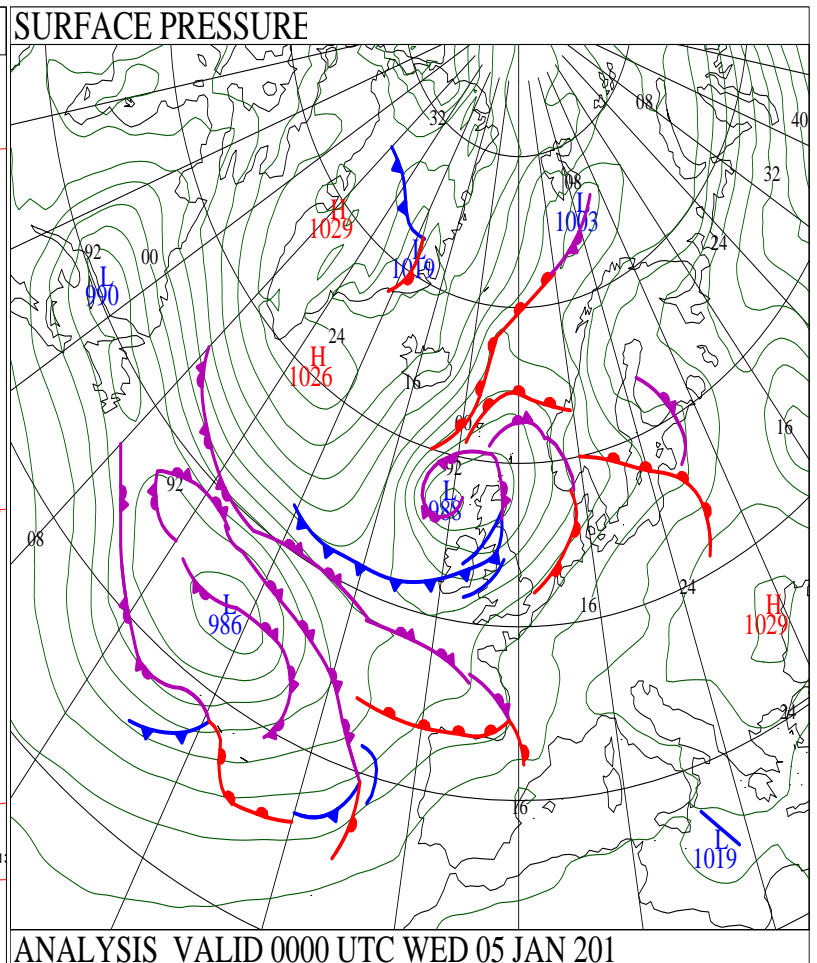 SURFACE PRESSURE
32
08
40
32
08
L
1003
H
1029
24
92
00
L
1019
L
990
24
H
1026
16
16
00
92
L
988
92
08
24
16
L
986
H
1029
24
16
L
1019
ANALYSIS VALID 0000 UTC WED 05 JAN 201